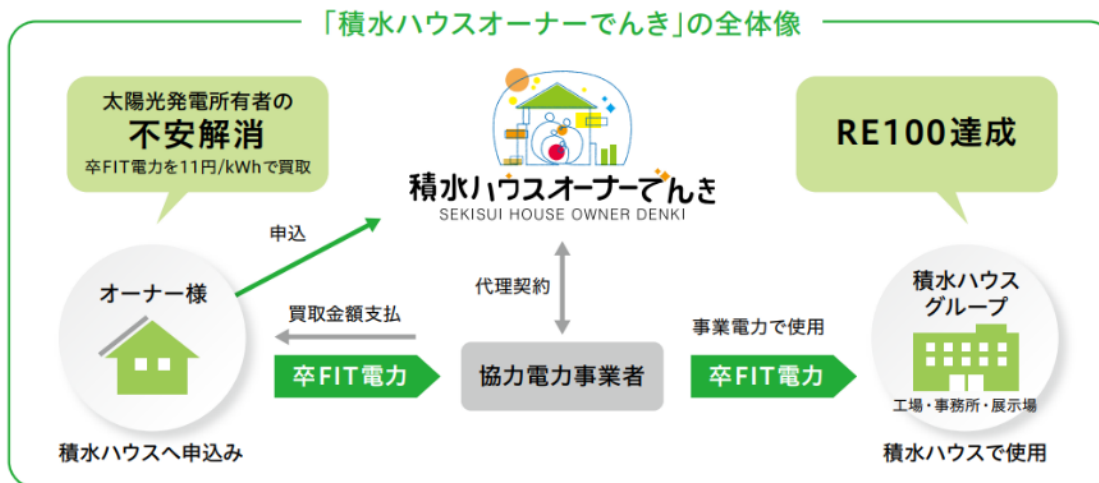 「積水ハウスオーナーでんき」の全体像
太陽光発電所有者の
不安解消
卒FIT電力を11円/kWhで買取
積水ハウスオーナーでんき
SEKISUI HOUSE OWNER DENKI
RE100達成
申込
オーナー様
代理契約
積水ハウス
グループ
買取金額支払
事業電力で使用
卒FIT電力
協力電力事業者
卒FIT電力
工場・事務所・展示場
積水ハウスへ申込み
積水ハウスで使用